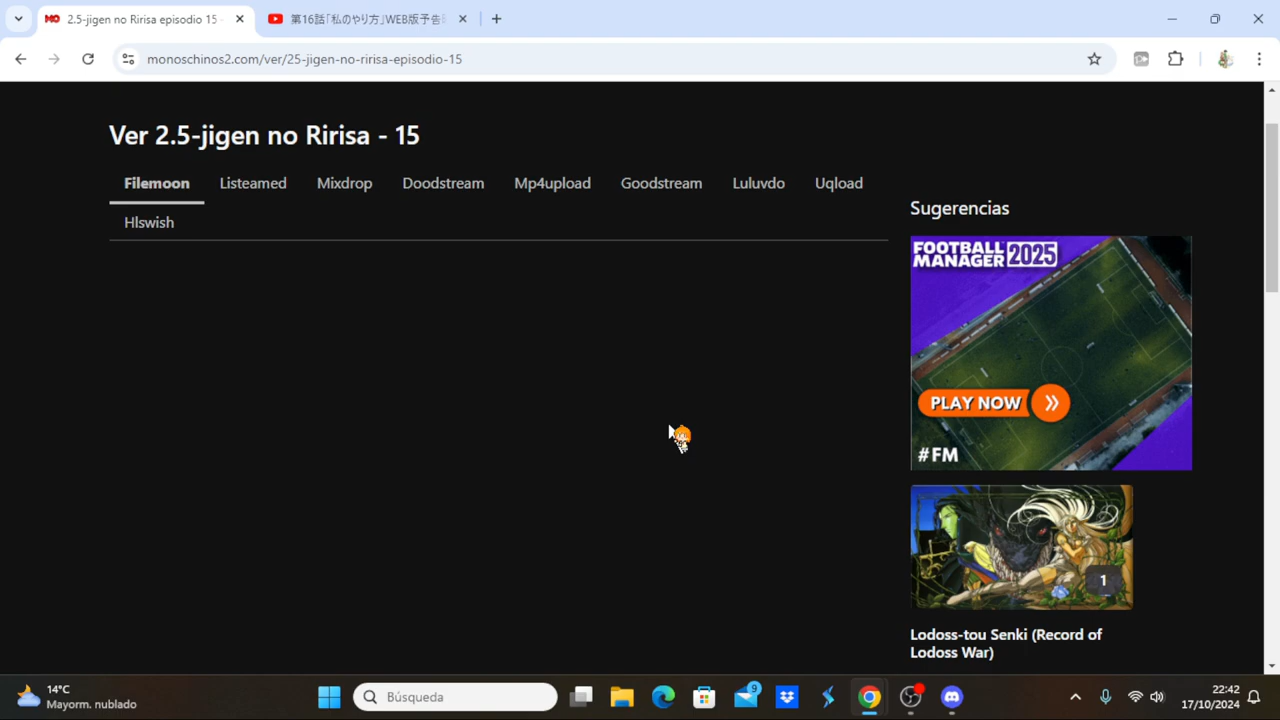 2.5-jigen no Ririsa episodio 15 -
第16話「私のやり方」WEB版予告
monoschinos2.com/ver/25-jigen-no-ririsa-episodio-15
Ver 2.5-jigen no Ririsa - 15
Filemoon Listeamed Mixdrop Doodstream Mp4upload Goodstream Luluvdo Uqload
Hlswish
Sugerencias
FOOTBALL
MANAGER 2025
PLAY NOW
#FM
1
Lodoss-tou Senki (Record of
Lodoss War)
14°C
Mayorm. nublado
Búsqueda
9
22:42
17/10/2024